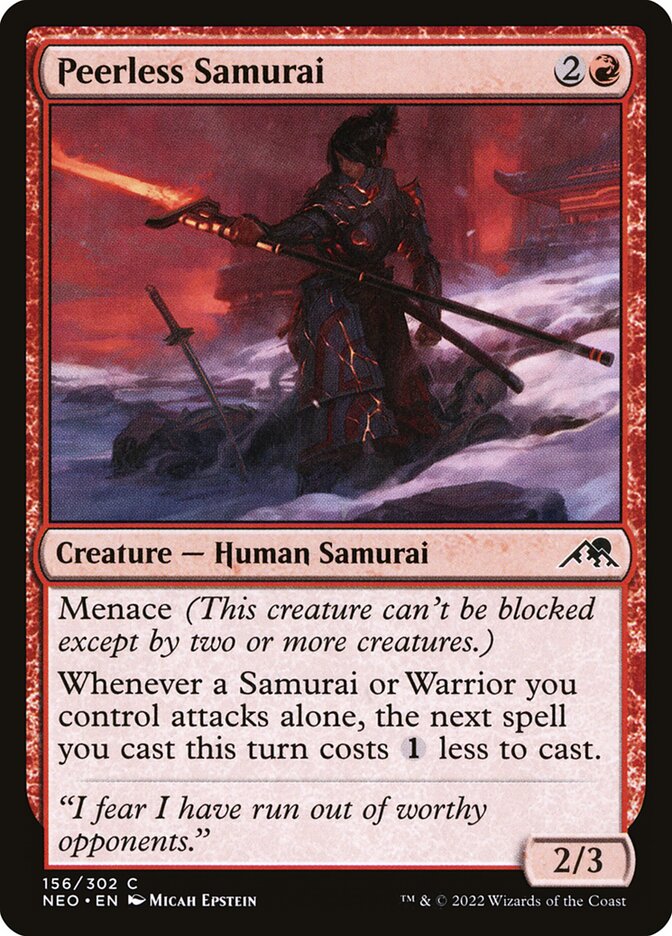 Peerless Samurai 2
Creature — Human Samurai
Menace (This creature can't be blocked
except by two or more creatures.)
Whenever a Samurai or Warrior you
control attacks alone, the next spell
you cast this turn costs 1 less to cast.
“I fear I have run out of worthy
opponents.”
2/3
156/302 C
NEO • EN Micah Epstein
™ & © 2022 Wizards of the Coast